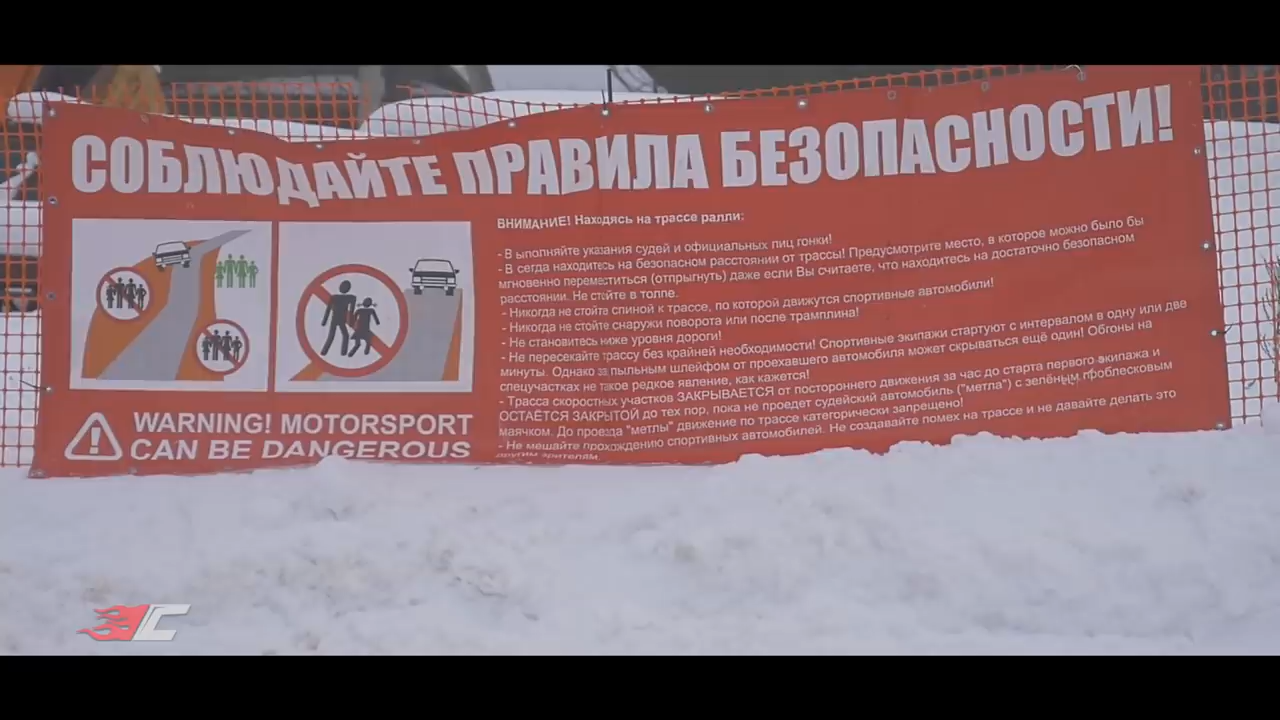 СОБЛЮДАЙТЕ ПРАВИЛА БЕЗОПАСНОСТИ!
WARNING! MOTORSPORT
CAN BE DANGEROUS
ВНИМАНИЕ! Находясь на трассе ралли:
- В ыполняйте указания судей и официальных лиц гонки!
- В сегда находитесь на безопасном расстоянии от трассы! Предусмотрите место, в которое можно было бы
мгновенно переместиться (отпрыгнуть) даже если Вы считаете, что находитесь на достаточно безопасном
расстоянии. Не стойте в толпе.
- Никогда не стойте спиной к трассе, по которой движутся спортивные автомобили!
- Никогда не стойте снаружи поворота или после трамплина!
- Не становитесь ниже уровня дороги!
- Не пересекайте трассу без крайней необходимости! Спортивные экипажи стартуют с интервалом в одну или две
минуты. Однако за пыльным шлейфом от проехавшего автомобиля может скрываться ещё один! Обгоны на
спецучастках не такое редкое явление, как кажется!
- Трасса скоростных участков ЗАКРЫВАЕТСЯ от постороннего движения за час до старта первого экипажа и
ОСТАЁТСЯ ЗАКРЫТОЙ до тех пор, пока не проедет судейский автомобиль ("метла") с зелёным проблесковым
маячком. До проезда "метлы" движение по трассе категорически запрещено!
- Не мешайте прохождению спортивных автомобилей. Не создавайте помех на трассе и не давайте делать это
другим зрителям.
C